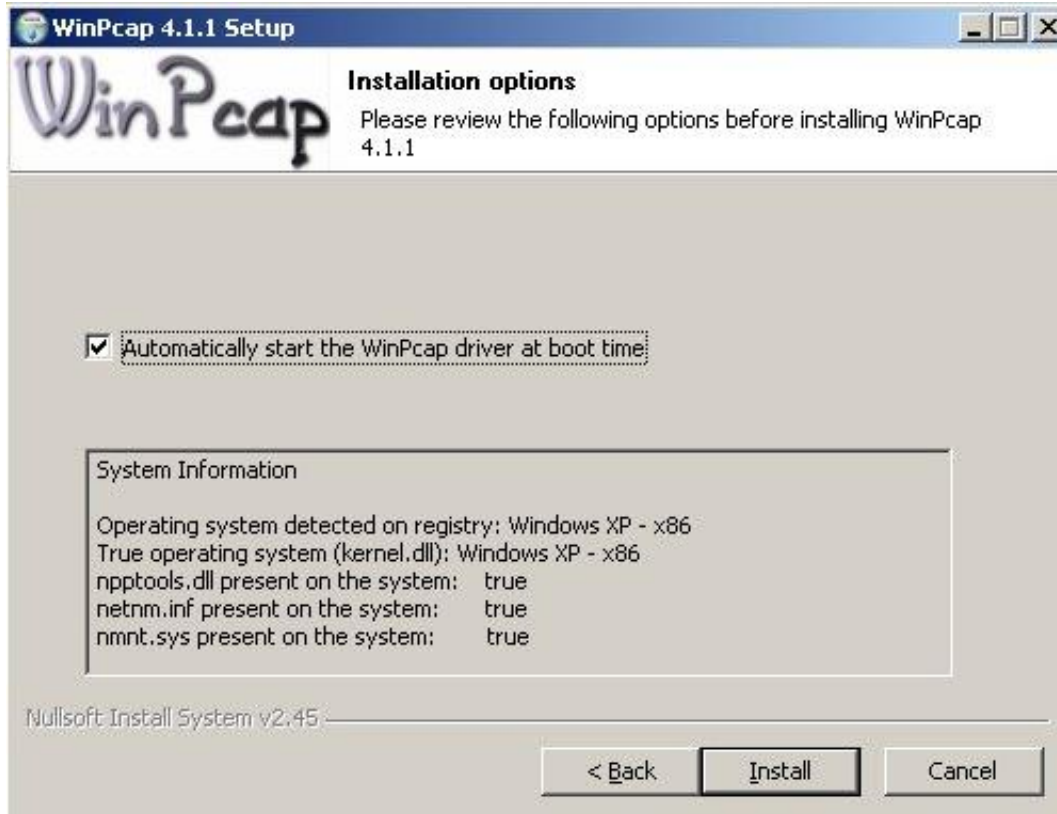 WinPcap 4.1.1 Setup
WinPcap
Installation options
Please review the following options before installing WinPcap
4.1.1
Automatically start the WinPcap driver at boot time
System Information
Operating system detected on registry: Windows XP - x86
True operating system (kernel.dll): Windows XP - x86
npptools.dll present on the system: true
netnm.inf present on the system: true
nmnt.sys present on the system: true
Nullsoft Install System v2.45
< Back
Install
Cancel